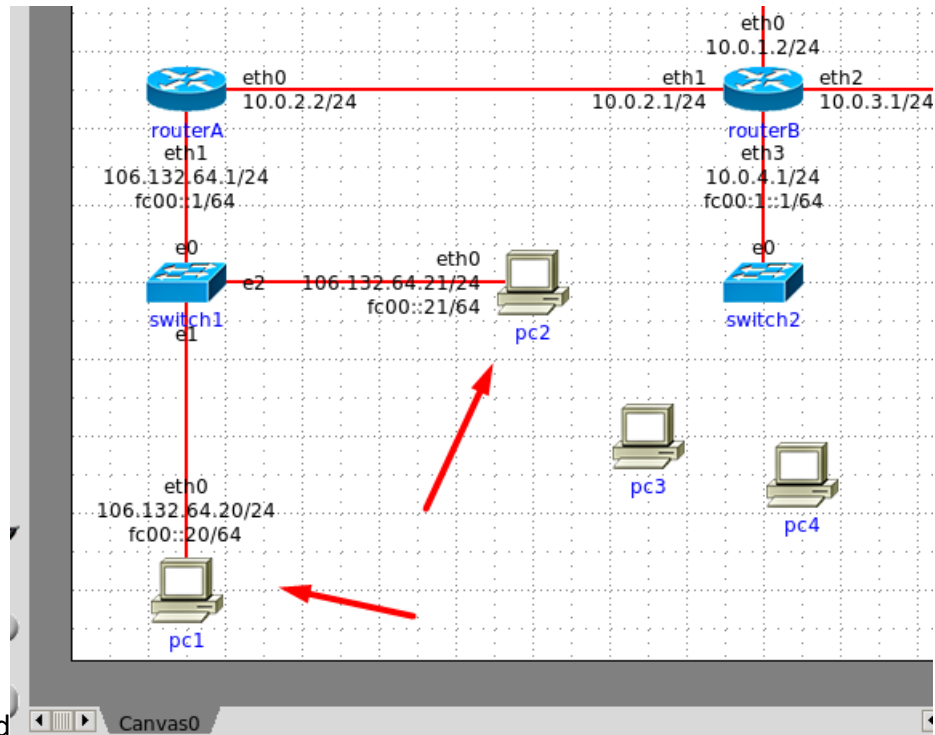 eth0
10.0.1.2/24
eth0
10.0.2.2/24
eth1
10.0.2.1/24
eth2
10.0.3.1/24
routerA
routerB
eth1
106.132.64.1/24
fc00::1/64
eth3
10.0.4.1/24
fc00:1::1/64
e0
e0
e2
eth0
106.132.64.21/24
fc00::21/64
switch1
e1
pc2
switch2
pc3
pc4
eth0
106.132.64.20/24
fc00::20/64
pc1
d
Canvas0